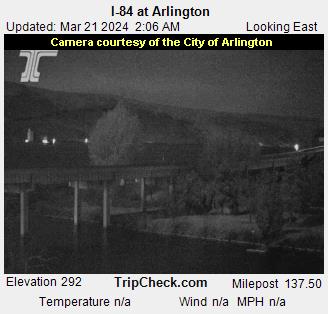 I-84 at Arlington
Updated: Mar 21 2024 2:06 AM Looking East
Camera courtesy of the City of Arlington
Elevation 292 TripCheck.com Milepost 137.50
Temperature n/a Wind n/a MPH n/a